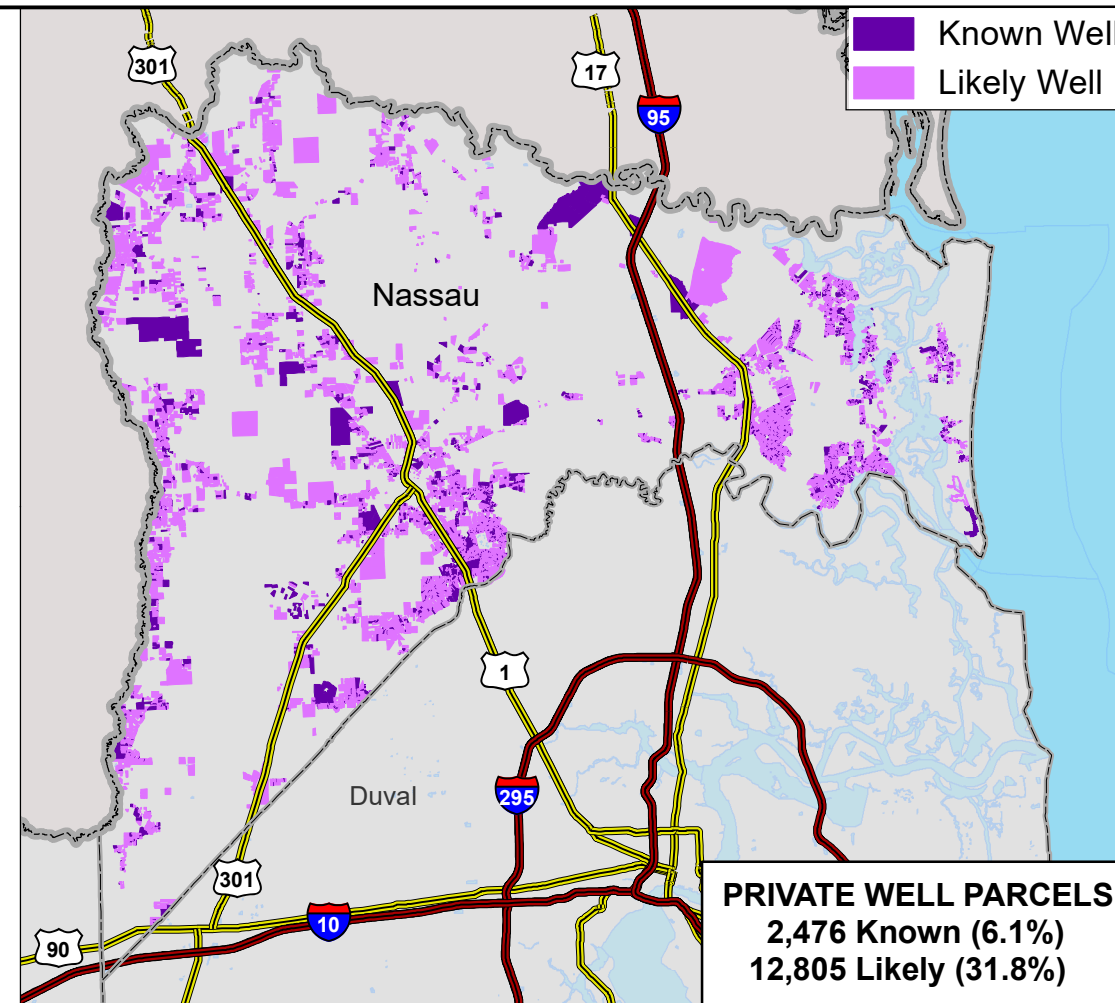 301
17
95
Known Well
Likely Well
Nassau
1
295
Duval
301
10
90
PRIVATE WELL PARCELS
2,476 Known (6.1%)
12,805 Likely (31.8%)